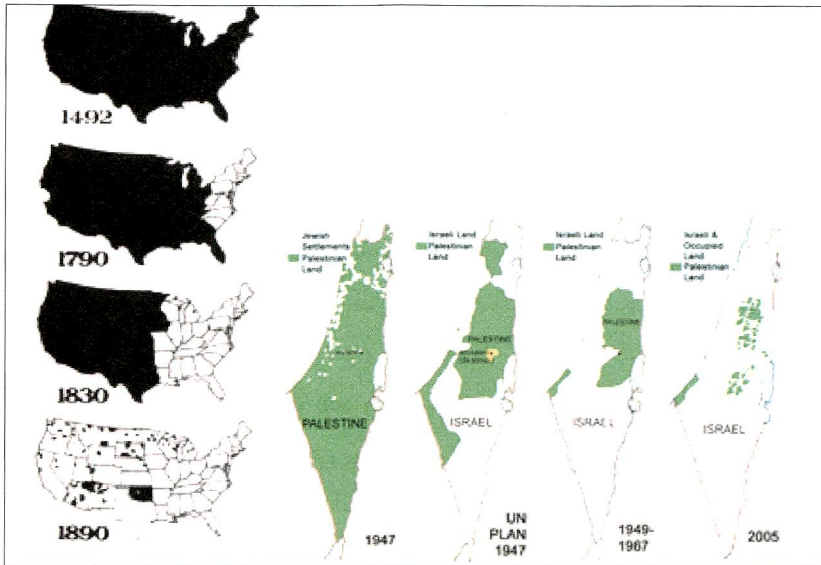 1492
1790
1830
1890
Jewish
Settlements
Palestinian
Land
PALESTINE
1947
Israeli Land
Palestinian
Land
PALESTINE
ISRAEL
UN
PLAN
1947
Israeli Land
Palestinian
Land
PALESTINE
1949-
1967
Israeli &
Occupied
Land
Palestinian
Land
ISRAEL
2005